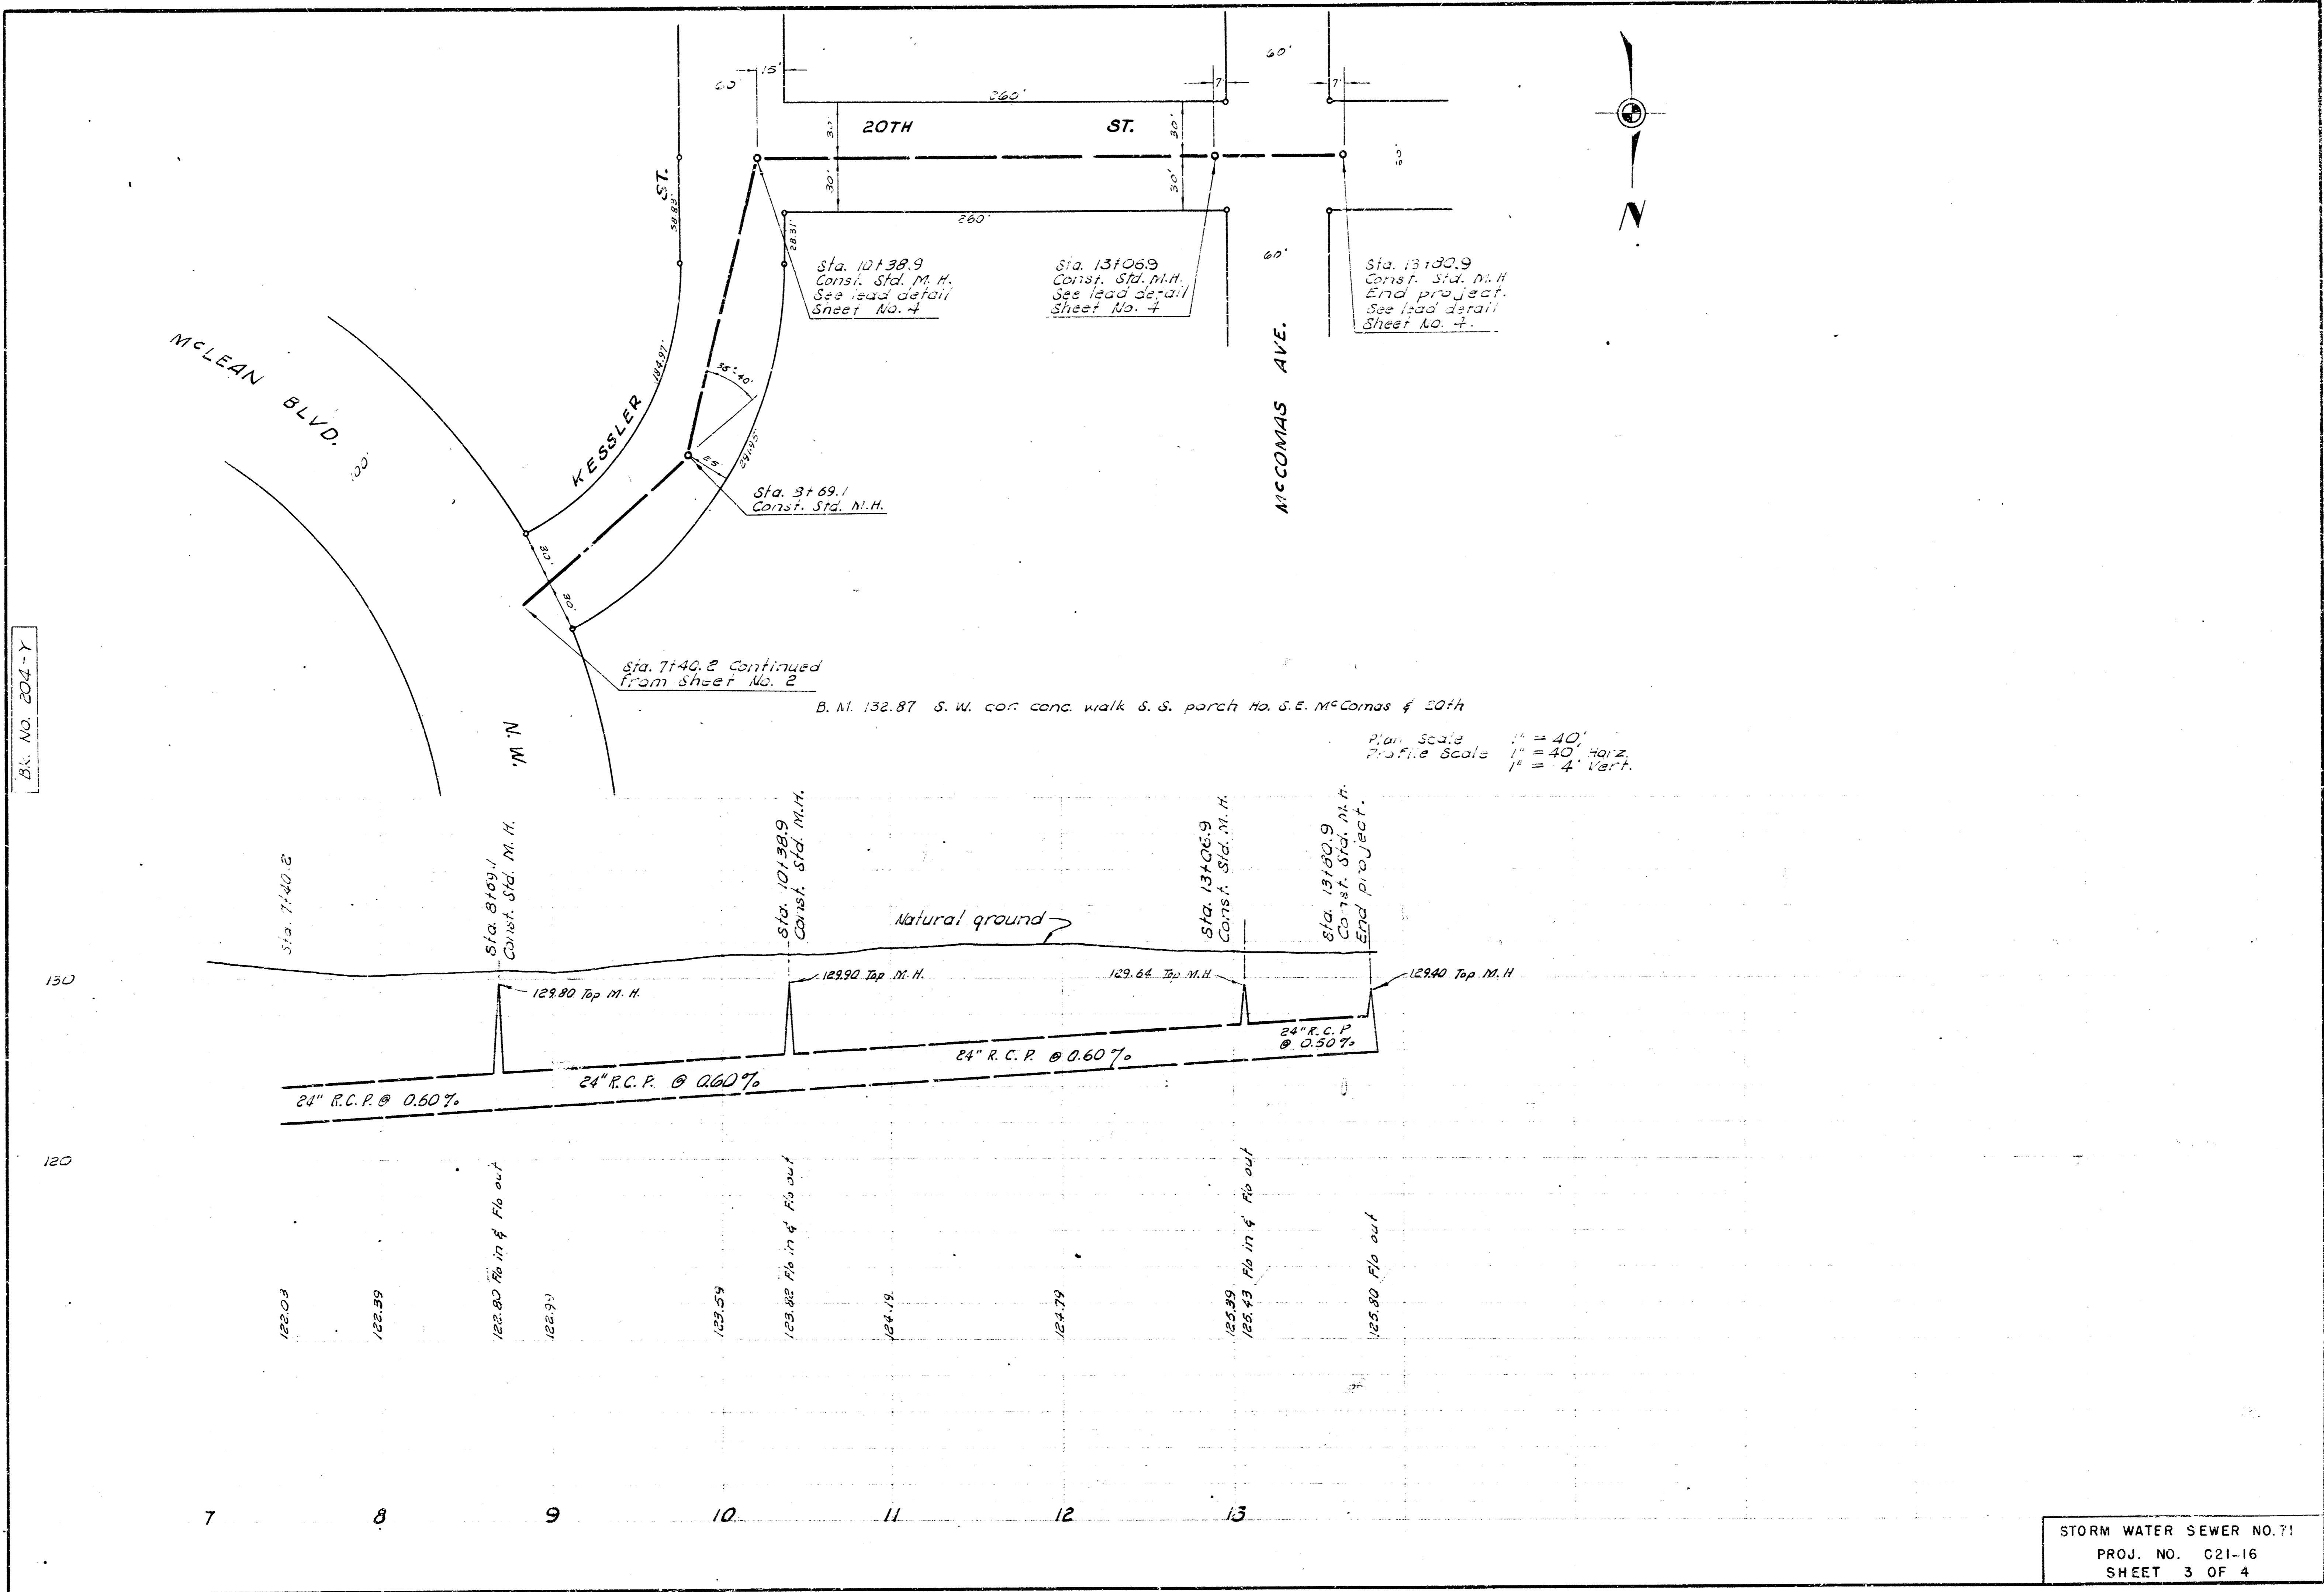 60'
15'
60'
7'
7'
260'
30'
20TH ST.
30'
30'
30'
60'
260'
ST.
58.83'
28.31'
N
Sta. 10+38.9
Const. Std. M. H.
See lead detail
Sheet No. 4
Sta. 13+06.9
Const. Std. M.H.
See lead detail
Sheet No. 4
60'
Sta. 13+80.9
Const. Std. M.H
End project.
See lead detail
Sheet No. 4.
MCCOMAS AVE.
MCLEAN BLVD.
100'
KESSLER
184.97'
36°-40'
291.95'
25'
Sta. 8+69.1
Const. Std. M.H.
30'
30'
Sta. 7+40.2 Continued
from Sheet No. 2
Bk. No. 204-Y
B. M. 132.87 S. W. cor. conc. walk S. S. porch Ho. S. E. McComas & 20th
N. W.
Plan Scale 1" = 40'
Profile Scale 1" = 40' Horz.
1" = 4' Vert.
Sta. 7+40.2
Sta. 8+69.1
Const. Std. M. H.
Sta. 10+38.9
Const. Std. M.H.
Sta. 13+06.9
Const. Std. M.H.
Sta. 13+80.9
Const. Std. M.H.
End project.
Natural ground
130
129.80 Top M. H.
129.90 Top M. H.
129.64 Top M.H
129.40 Top M. H
24" R.C.P. @ 0.60%
24" R.C.P. @ 0.60%
24" R. C. P. @ 0.60%
24" R. C. P
@ 0.50%
120
122.03
122.39
122.80 Flo in & Flo out
122.99
123.59
123.82 Flo in & Flo out
124.19
124.79
125.39
125.43 Flo in & Flo out
125.80 Flo out
7 8 9 10 11 12 13
STORM WATER SEWER NO. 71
PROJ. NO. C21-16
SHEET 3 OF 4